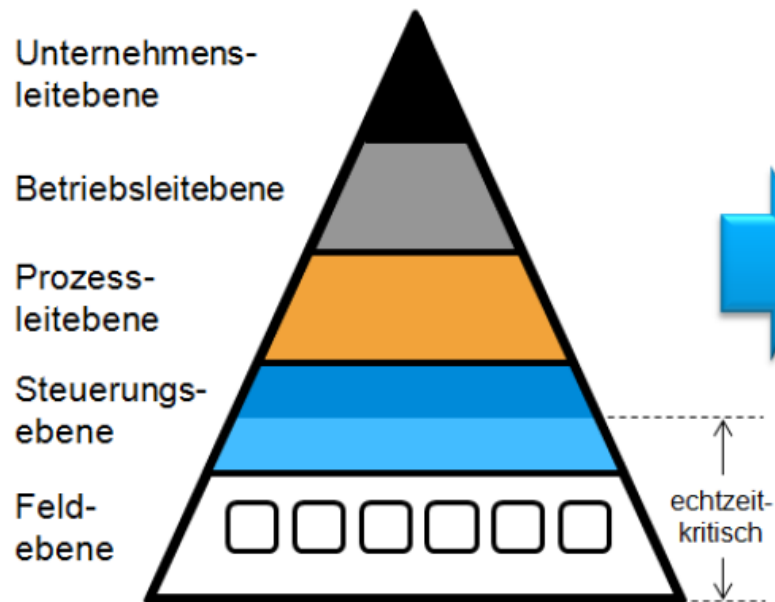 Unternehmens-
leitebene
Betriebsleitebene
Prozess-
leitebene
Steuerungs-
ebene
Feld-
ebene
echtzeit-
kritisch